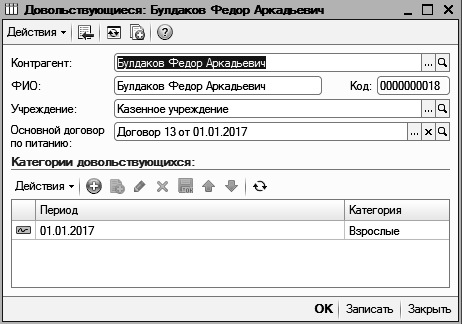 Довольствующиеся: Булдаков Федор Аркадьевич
Действия
Контрагент: Булдаков Федор Аркадьевич ...
ФИО: Булдаков Федор Аркадьевич Код: 0000000018
Учреждение: Казенное учреждение ...
Основной договор
по питанию: Договор 13 от 01.01.2017 ...
Категории довольствующихся:
Действия
Период Категория
01.01.2017 Взрослые
OK Записать Закрыть